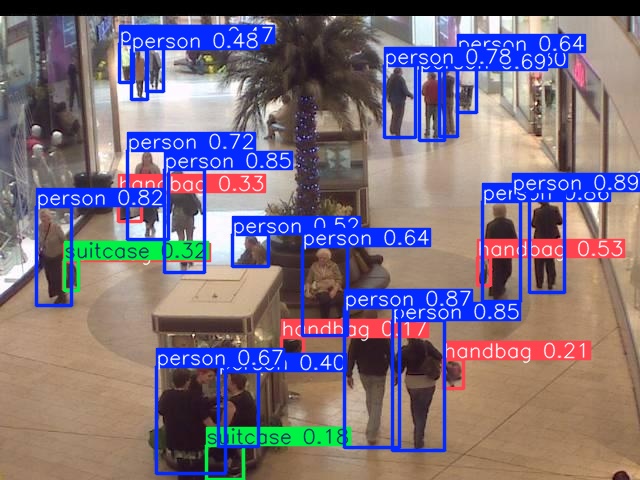 person 0.48
person 0.64
person 0.78
0.69
person 0.72
person 0.85
handbag 0.33
person 0.89
person 0.82
person 0.52
person 0.64
suitcase 0.32
handbag 0.53
person 0.87
person 0.85
handbag 0.17
handbag 0.21
person 0.67
0.40
suitcase 0.18